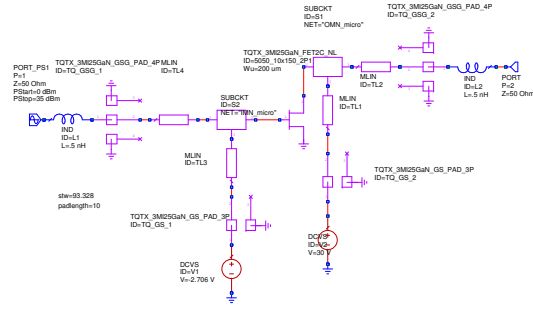 SUBCKT
ID=S1
NET="OMN_micro"
TQTX_3MI25GaN_GSG_PAD_4P
ID=TQ_GSG_2
PORT_PS1
P=1
Z=50 Ohm
PStart=0 dBm
PStop=35 dBm
TQTX_3MI25GaN_GSG_PAD_4P
ID=TQ_GSG_1
MLIN
ID=TL4
TQTX_3MI25GaN_FET2C_NL
ID=5050_10x150_2P1
Wu=200 um
IND
ID=L1
L=.5 nH
SUBCKT
ID=S2
NET="IMN_micro"
MLIN
ID=TL2
IND
ID=L2
L=.5 nH
PORT
P=2
Z=50 Ohm
MLIN
ID=TL1
MLIN
ID=TL3
TQTX_3MI25GaN_GS_PAD_3P
ID=TQ_GS_2
stw=93.328
padlength=10
TQTX_3MI25GaN_GS_PAD_3P
ID=TQ_GS_1
DCVS
ID=V2
V=30 V
DCVS
ID=V1
V=-2.706 V